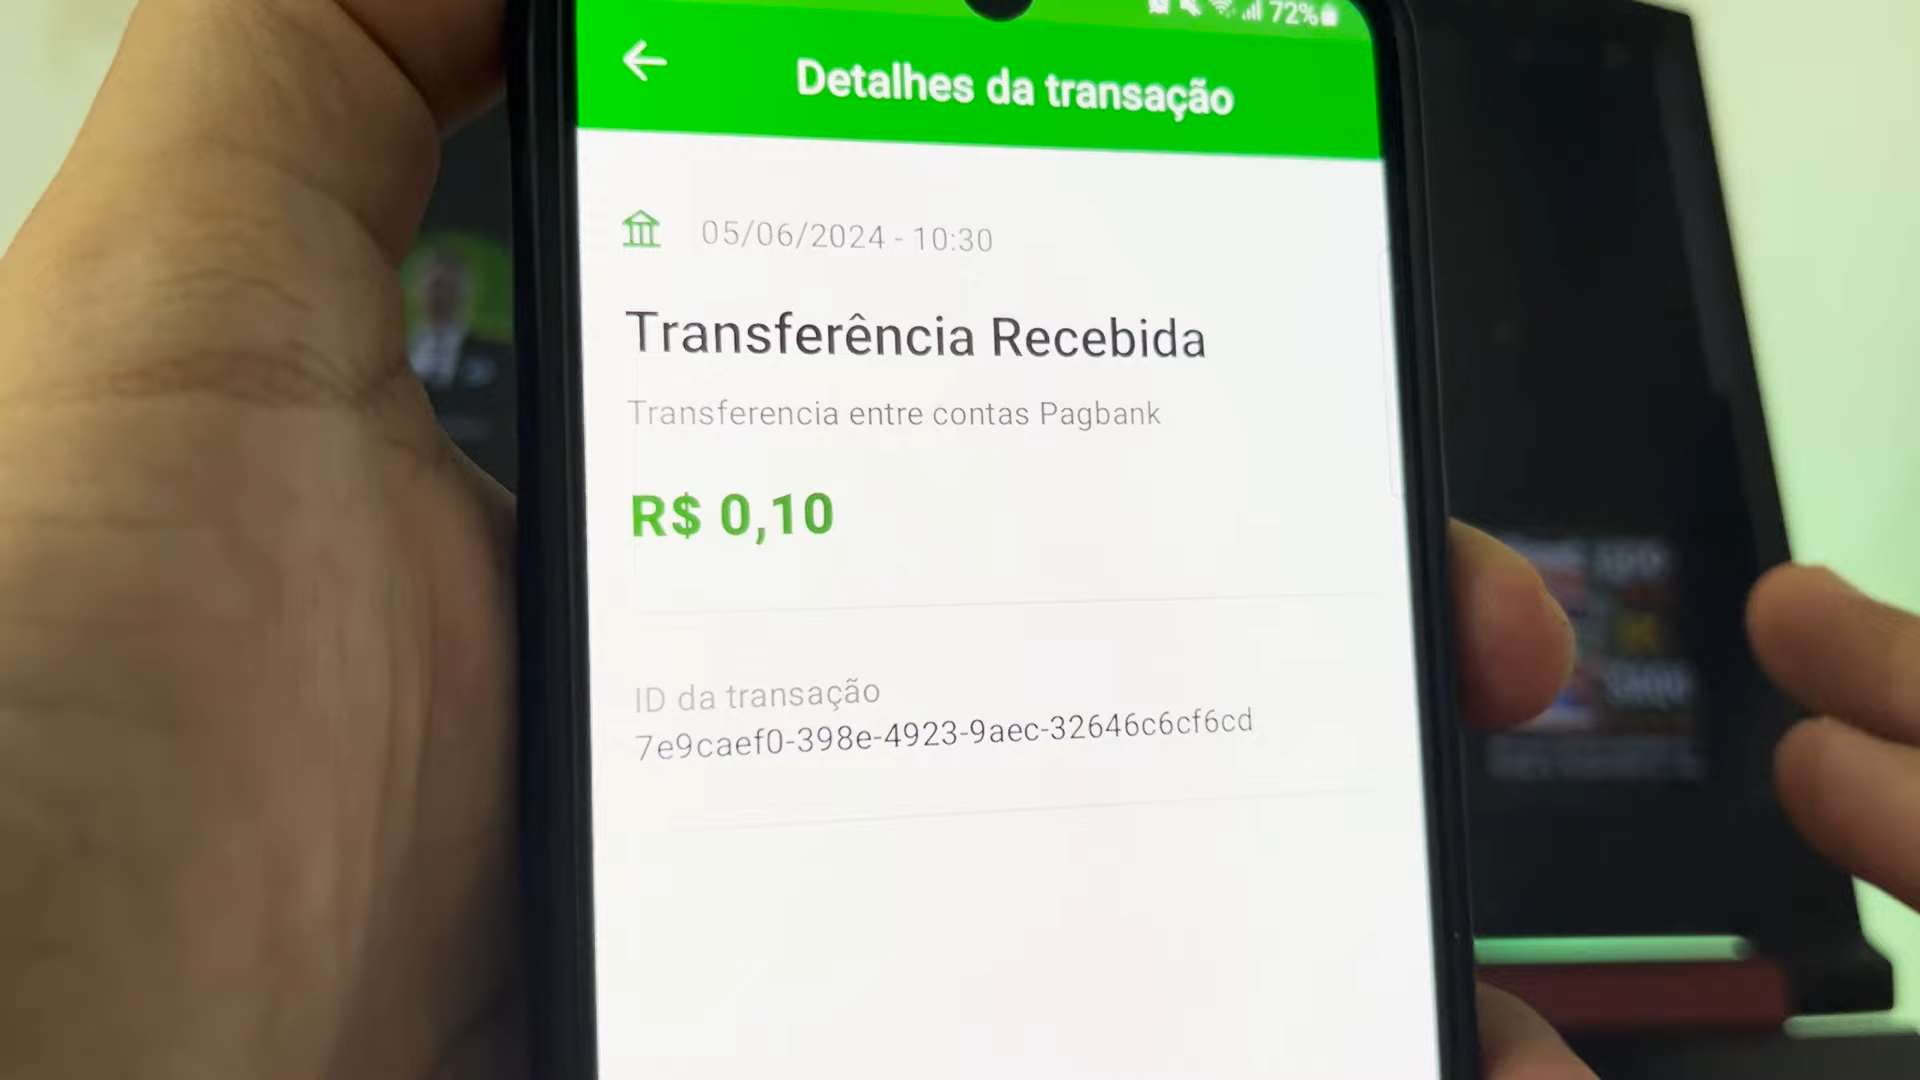 72%
Detalhes da transação
05/06/2024 - 10:30
Transferência Recebida
Transferencia entre contas Pagbank
R$ 0,10
ID da transação
7e9caef0-398e-4923-9aec-32646c6cf6cd